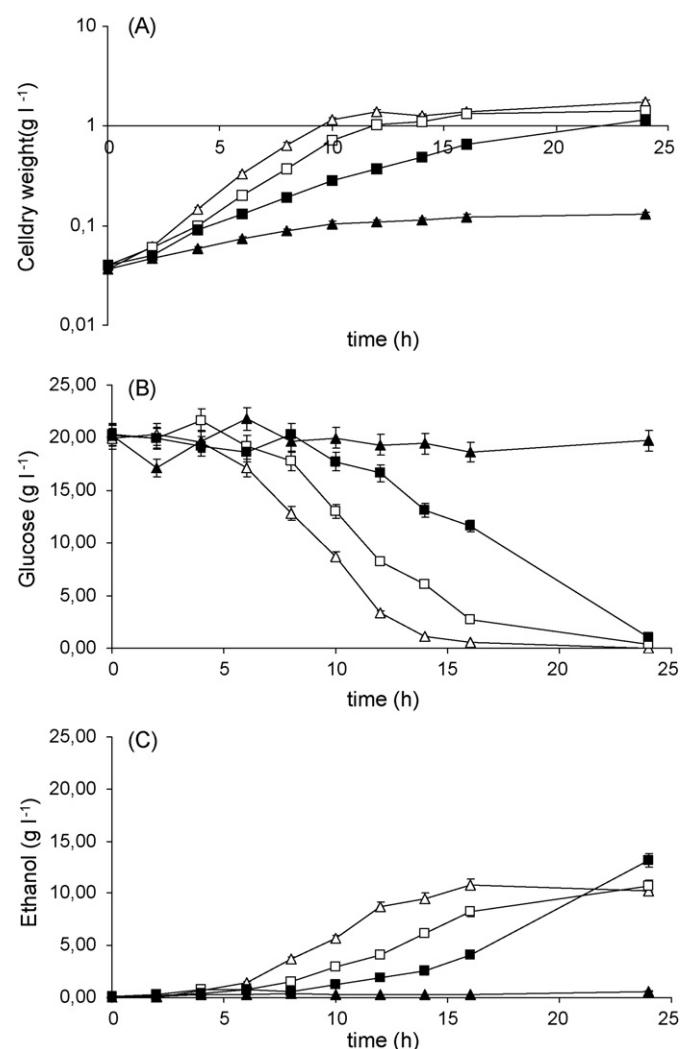 (A)
10
1
0,1
0,01
0 5 10 15 20 25
Celldry weight(g l -1)
time (h)
(B)
25,00
20,00
15,00
10,00
5,00
0,00
0 5 10 15 20 25
Glucose (g l -1)
time (h)
(C)
25,00
20,00
15,00
10,00
5,00
0,00
0 5 10 15 20 25
Ethanol (g l-1)
time (h)